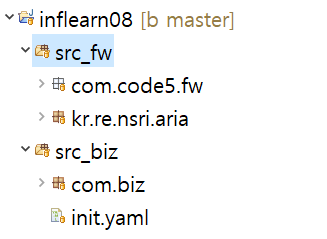 inflearn08 [b master]
src_fw
com.code5.fw
kr.re.nsri.aria
src_biz
com.biz
init.yaml